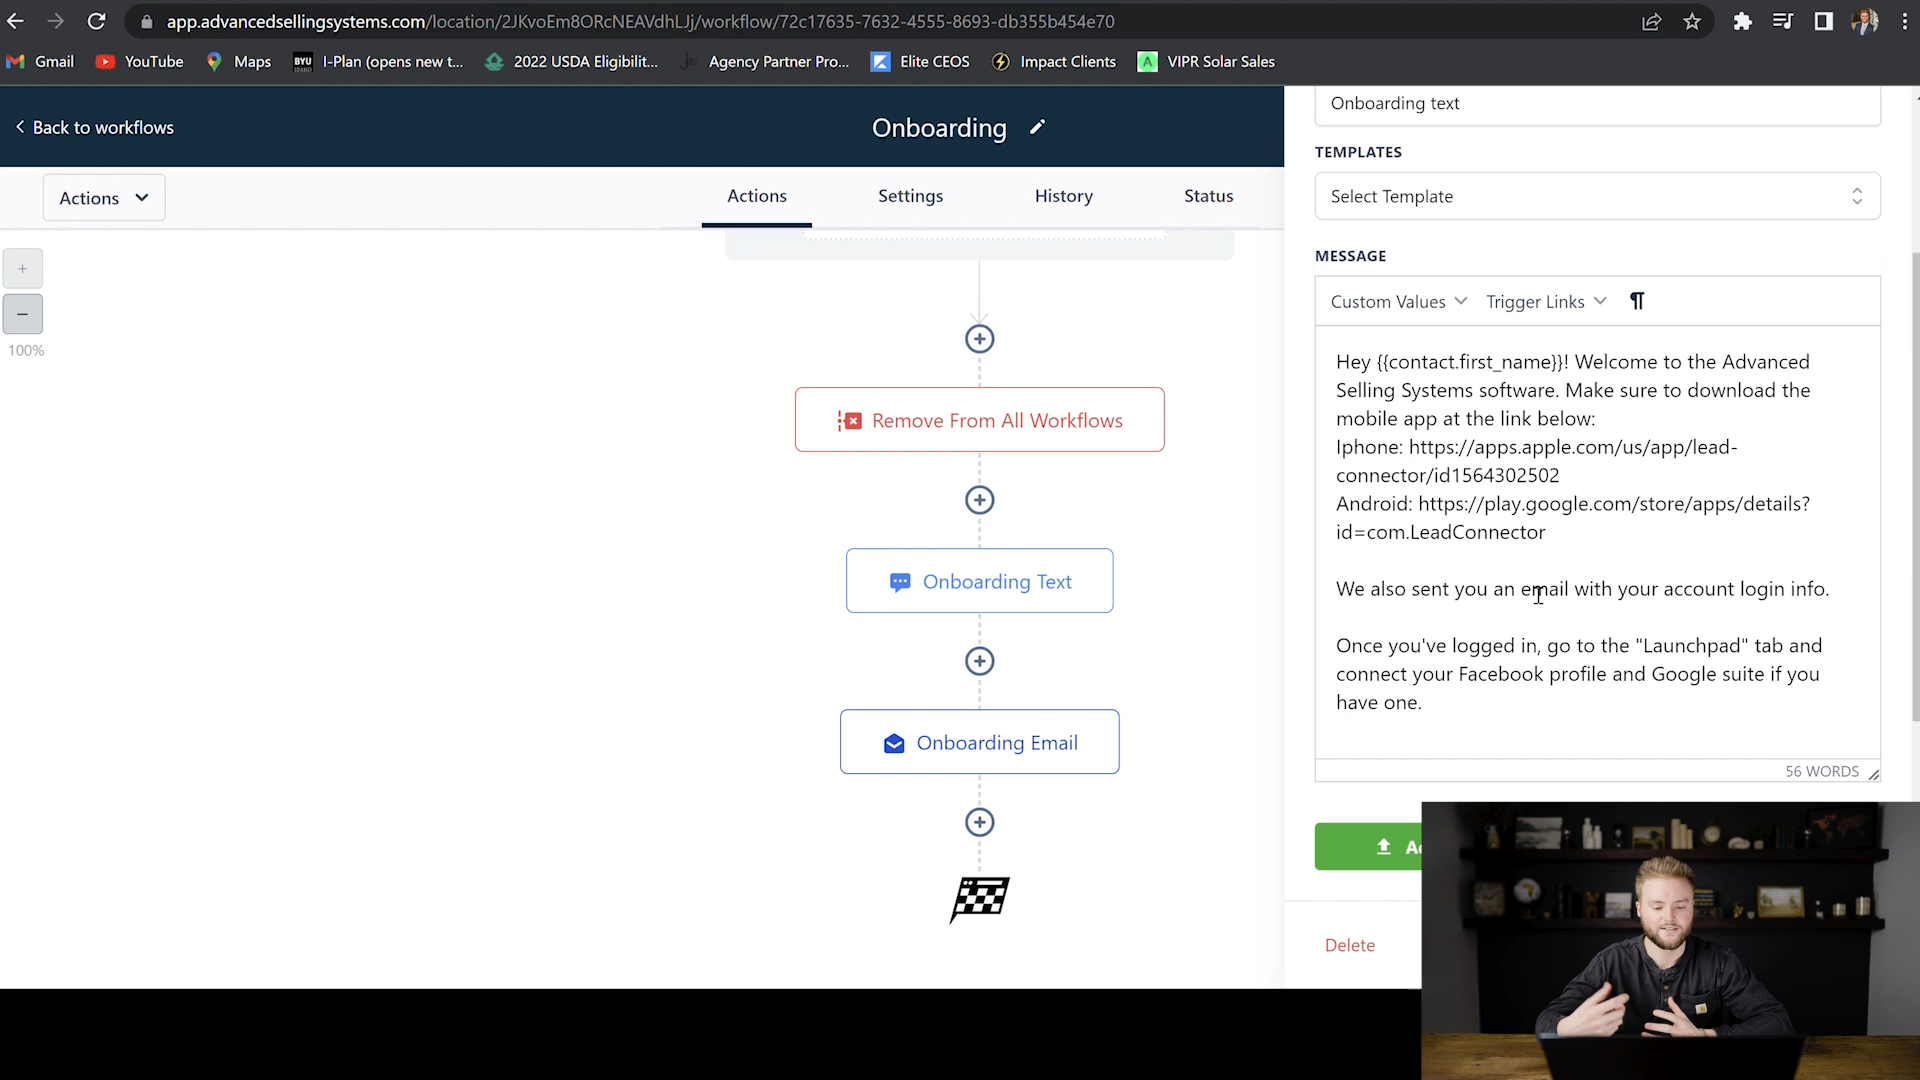 app.advancedsellingsystems.com/location/2JKvoEm8ORcNEAVdhLJj/workflow/72c17635-7632-4555-8693-db355b454e70
Gmail YouTube Maps BYU I-Plan (opens new t... 2022 USDA Eligibilit... Agency Partner Pro... Elite CEOS Impact Clients A VIPR Solar Sales
Back to workflows
Onboarding
Actions
Actions Settings History Status
100%
Remove From All Workflows
Onboarding Text
Onboarding Email
Onboarding text
TEMPLATES
Select Template
MESSAGE
Custom Values Trigger Links ¶
Hey {{contact.first_name}}! Welcome to the Advanced
Selling Systems software. Make sure to download the
mobile app at the link below:
Iphone: https://apps.apple.com/us/app/lead-
connector/id1564302502
Android: https://play.google.com/store/apps/details?
id=com.LeadConnector
We also sent you an email with your account login info.
Once you've logged in, go to the "Launchpad" tab and
connect your Facebook profile and Google suite if you
have one.
56 WORDS
Delete